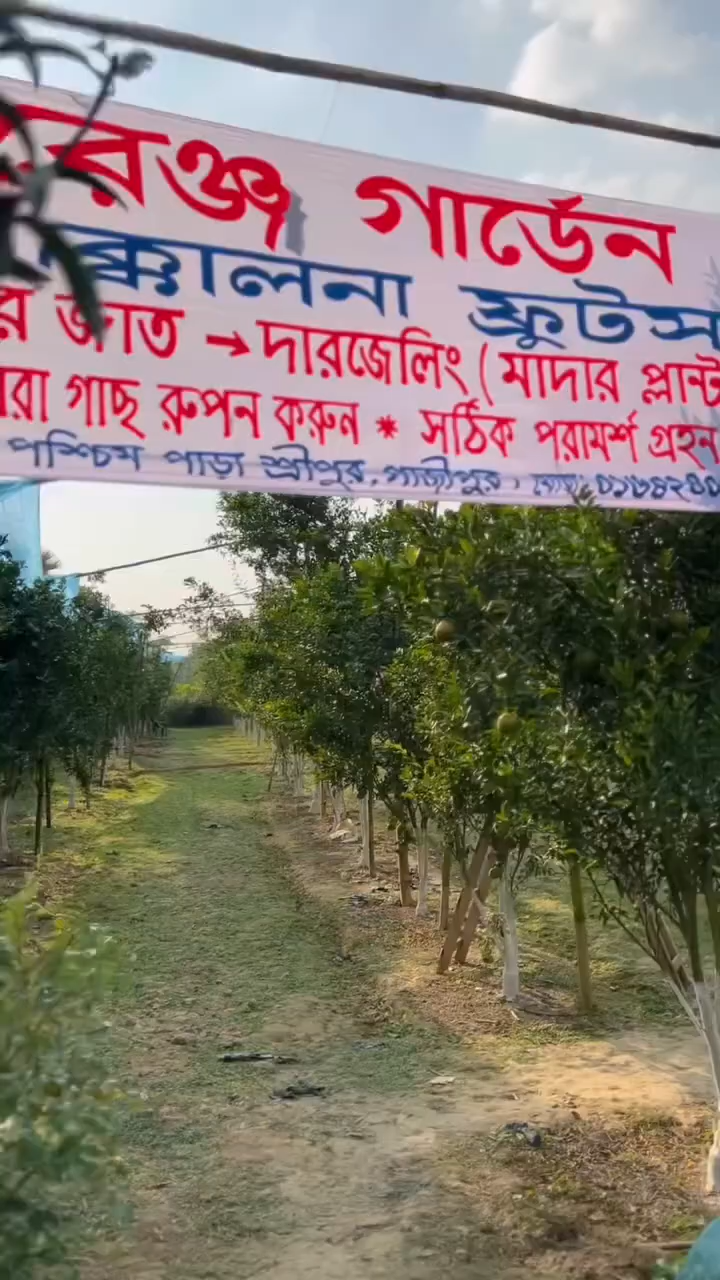 রেঞ্জ গার্ডেন
ক্কালনা ফ্রুটস
র জাত → দারজেলিং ( মাদার প্লান্ট
রা গাছ রুপন করুন * সঠিক পরামর্শ গ্রহন
পশ্চিম পাড়া শ্রীপুর, গাজীপুর,